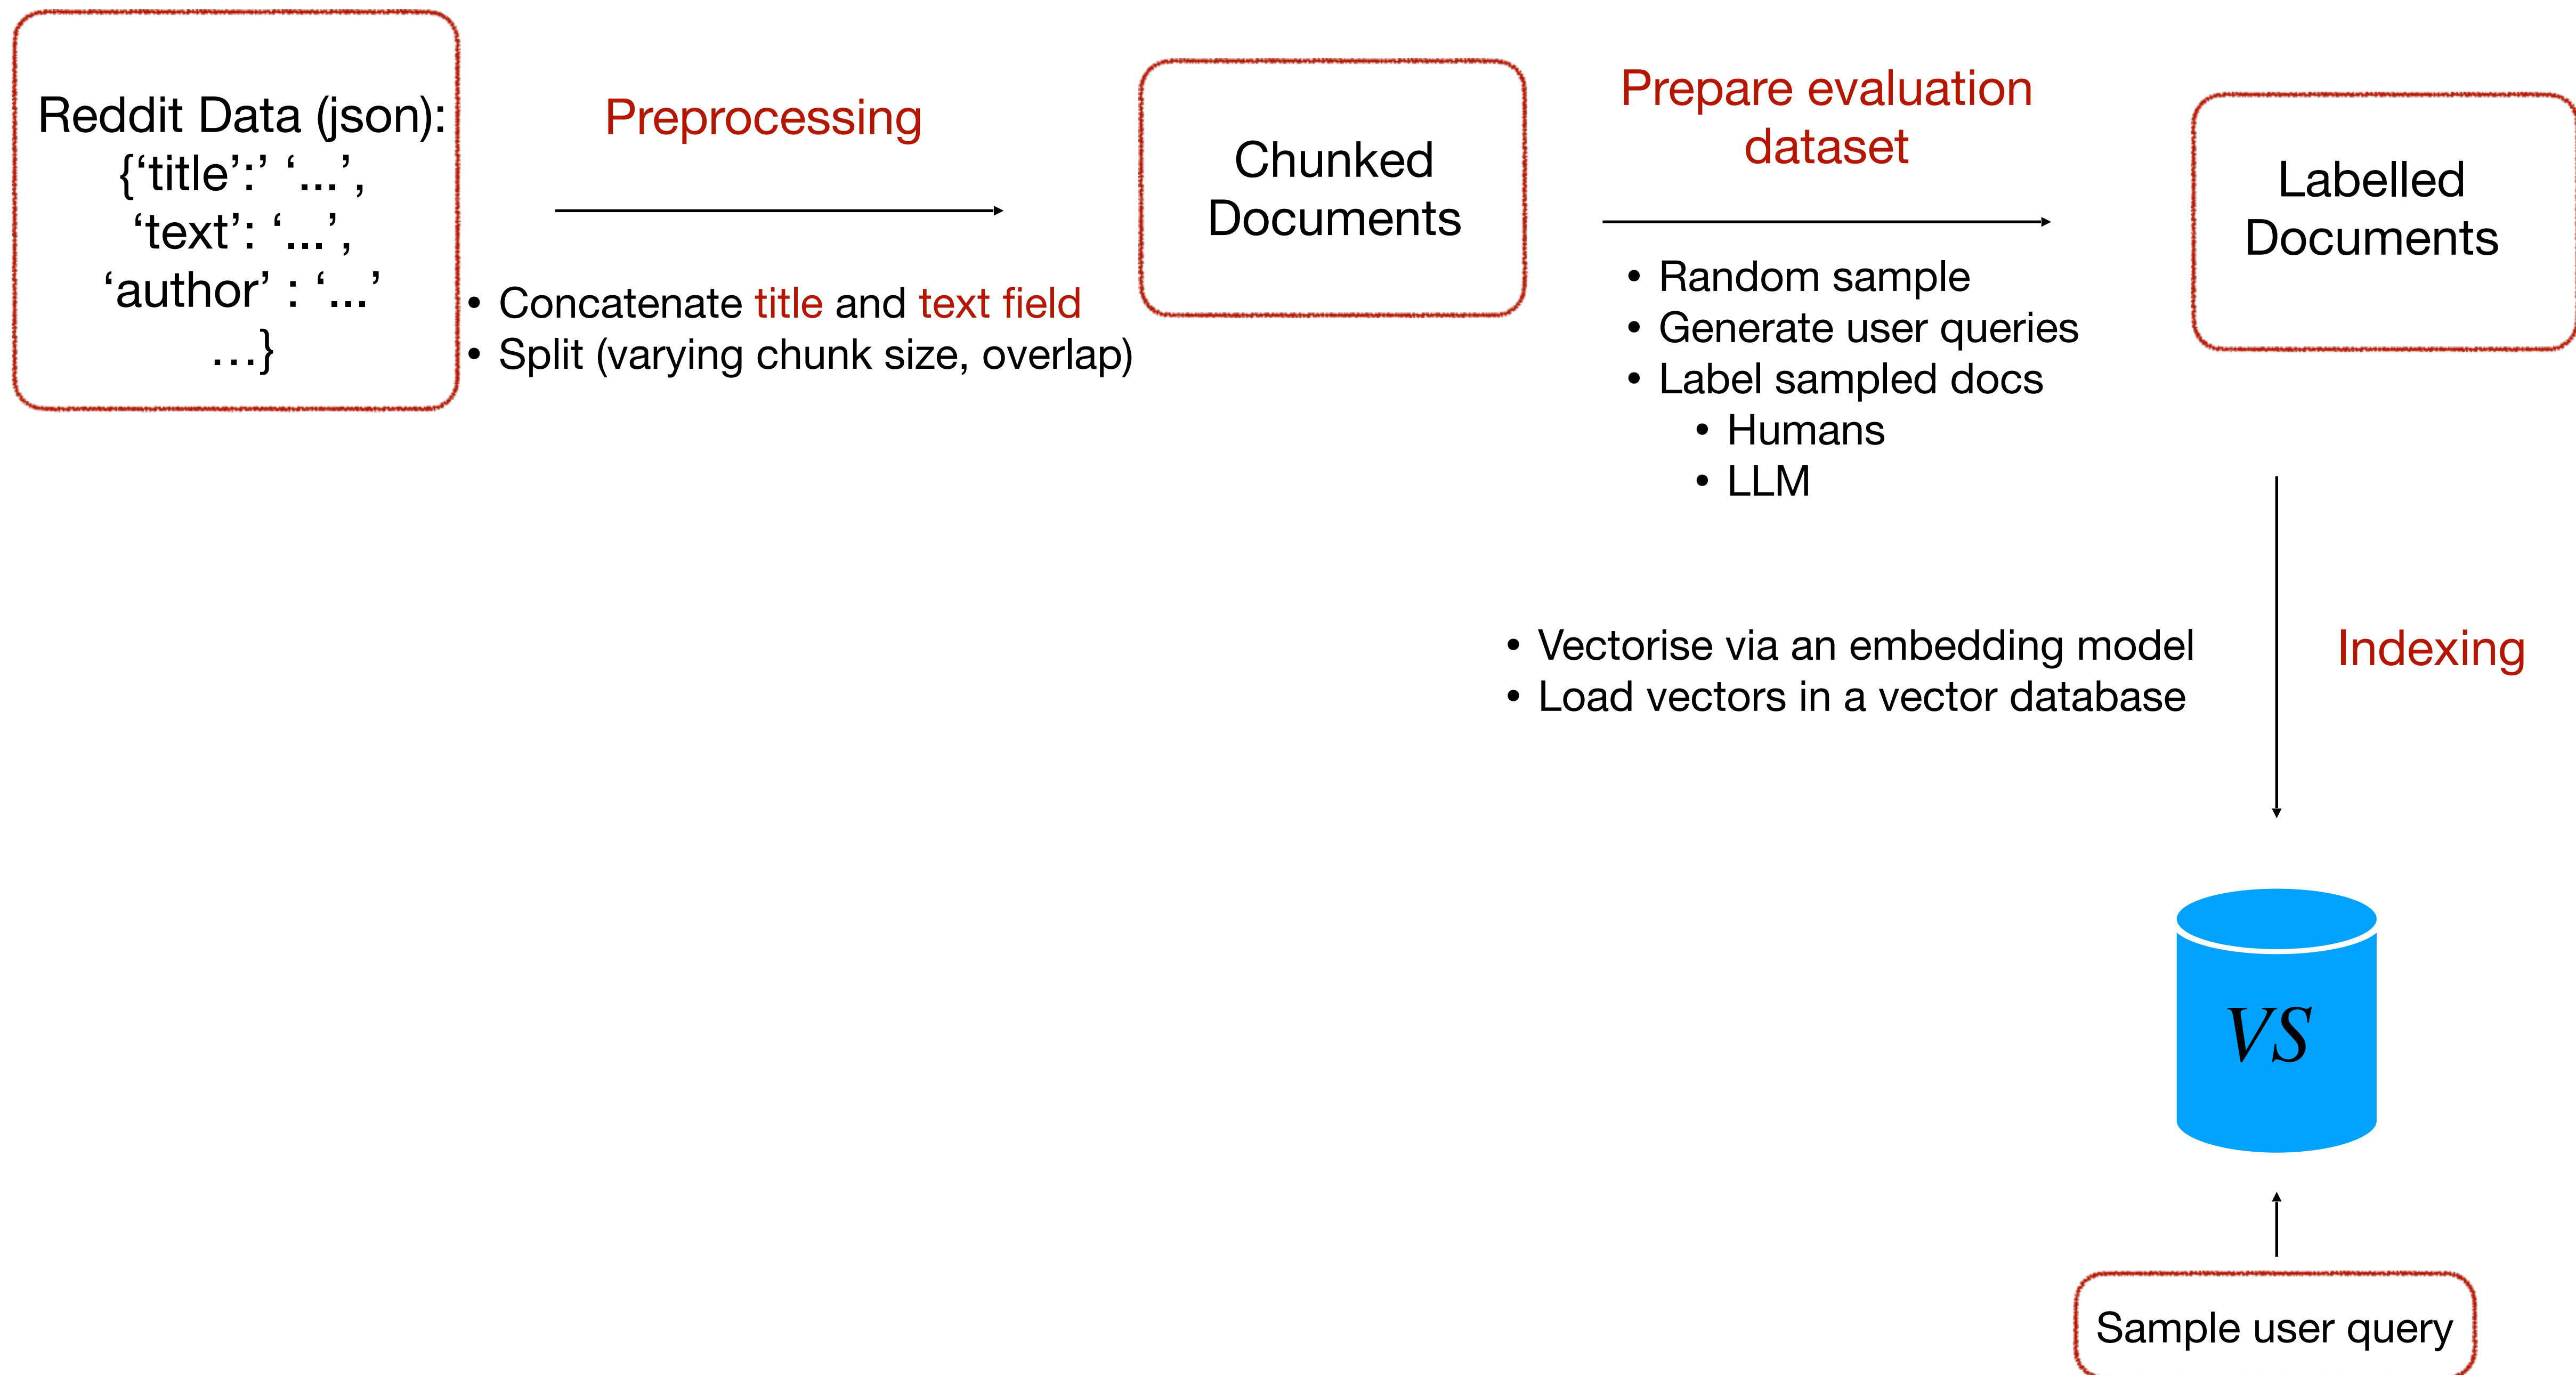 Reddit Data (json):
{‘title’:’ ‘...’,
‘text’: ‘...’,
‘author’ : ‘...’
…}
Preprocessing
• Concatenate title and text field
• Split (varying chunk size, overlap)
Chunked
Documents
Prepare evaluation
dataset
• Random sample
• Generate user queries
• Label sampled docs
• Humans
• LLM
Labelled
Documents
• Vectorise via an embedding model
• Load vectors in a vector database
Indexing
VS
Sample user query